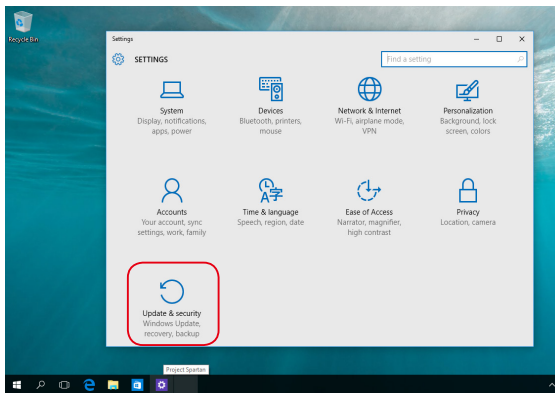 Recycle Bin
Settings
SETTINGS
Find a setting
System
Display, notifications,
apps, power
Devices
Bluetooth, printers,
mouse
Network & Internet
Wi-Fi, airplane mode,
VPN
Personalization
Background, lock
screen, colors
Accounts
Your account, sync
settings, work, family
Time & language
Speech, region, date
Ease of Access
Narrator, magnifier,
high contrast
Privacy
Location, camera
Update & security
Windows Update,
recovery, backup
Project Spartan